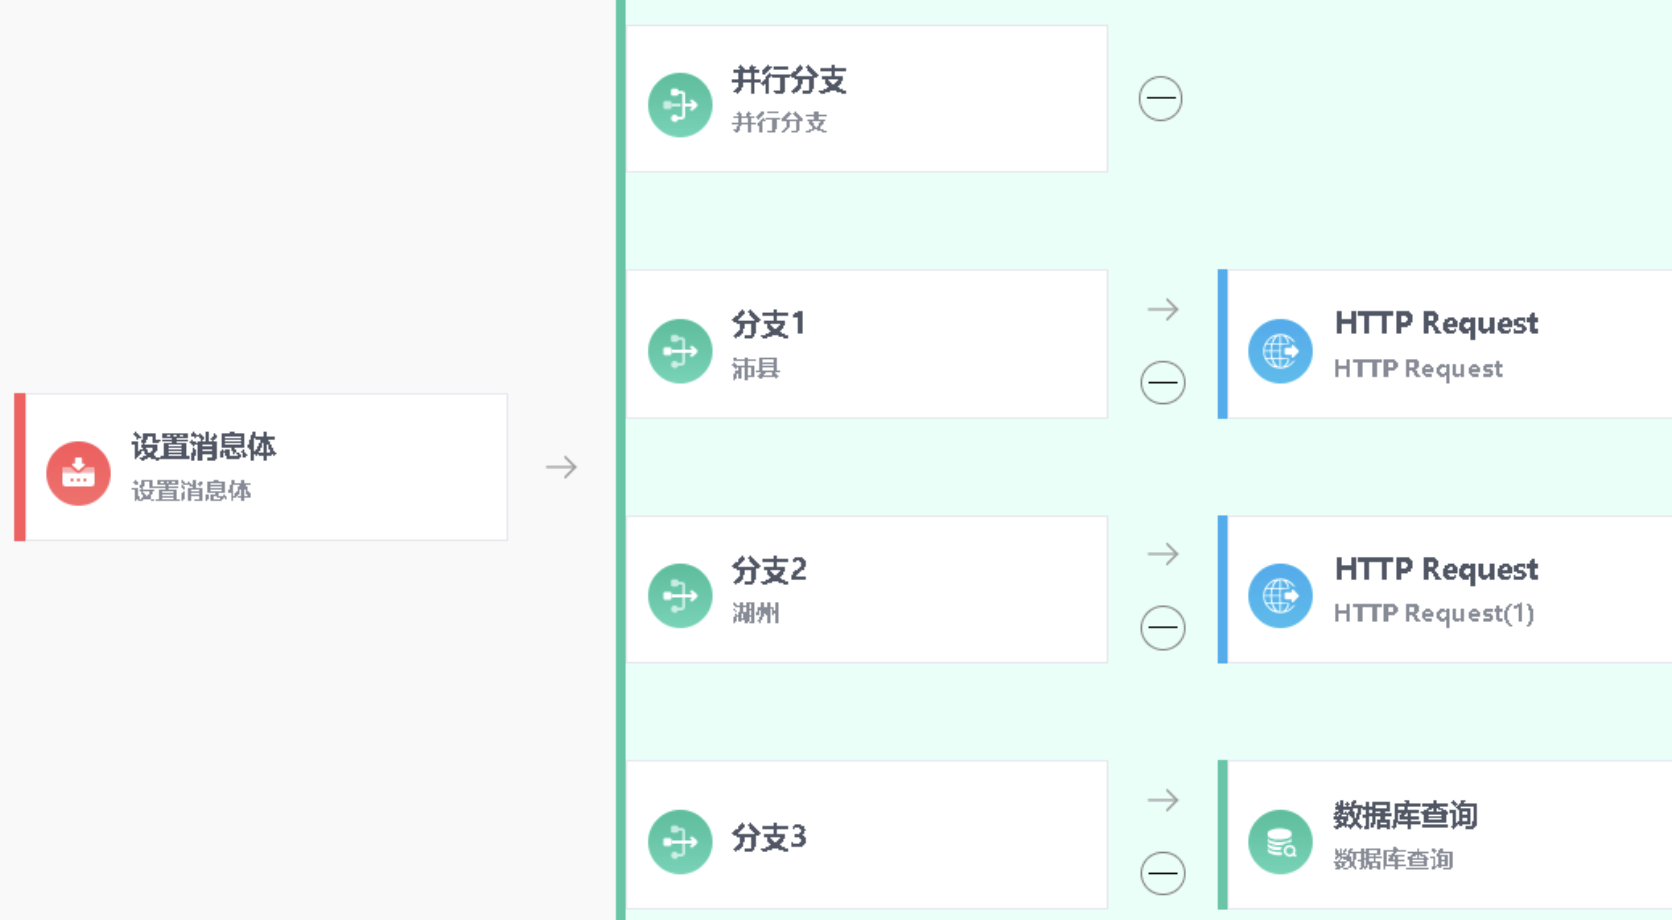 并行分支
并行分支
分支1
沛县
HTTP Request
HTTP Request
设置消息体
设置消息体
分支2
湖州
HTTP Request
HTTP Request(1)
分支3
数据库查询
数据库查询